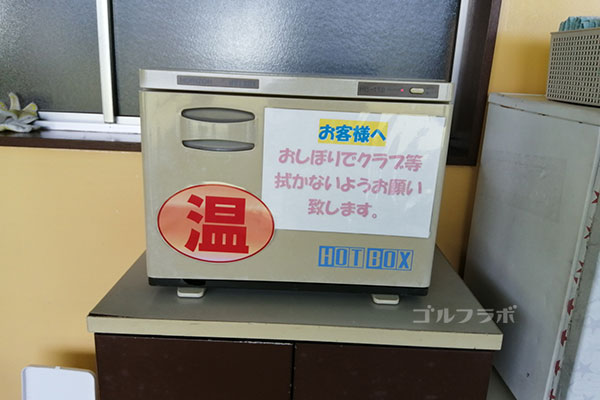 お客様へ
おしぼりでクラブ等
拭かないようお願い
致します。
温
HOT BOX
ゴルフラボ